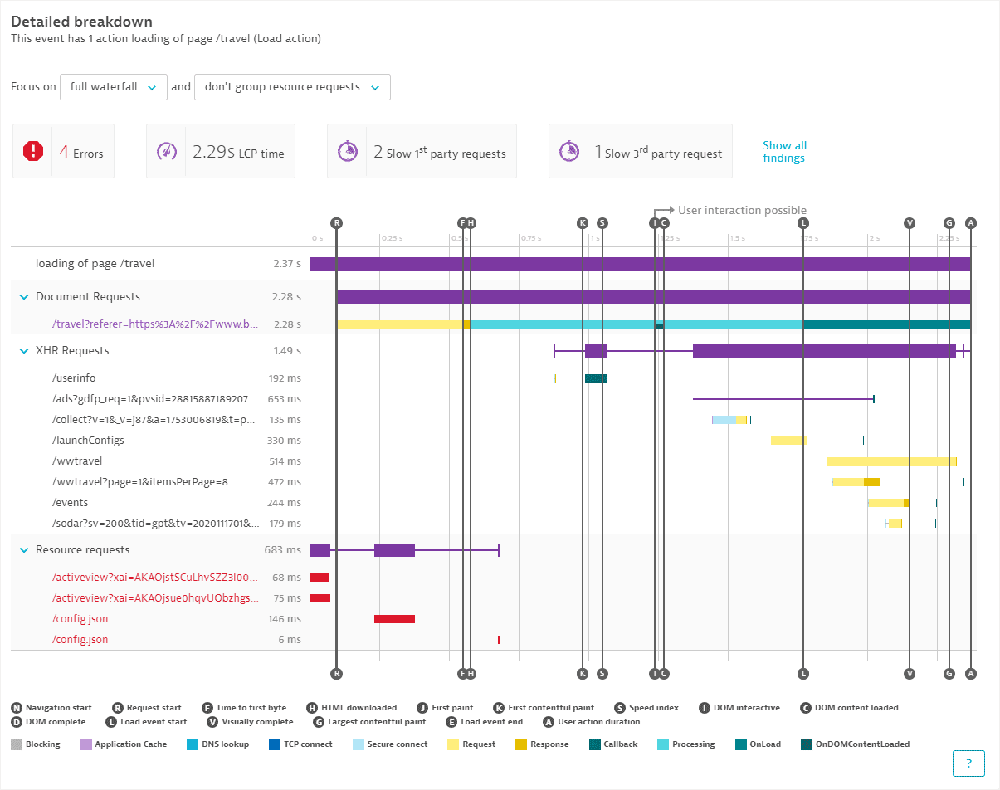 Detailed breakdown
This event has 1 action loading of page /travel (Load action)
Focus on full waterfall and don't group resource requests
4 Errors 2.29s LCP time 2 Slow 1st party requests 1 Slow 3rd party request Show all findings
User interaction possible
R F H K S I C L V G A
0 s 0.25 s 0.5 s 0.75 s 1 s 1.25 s 1.5 s 1.75 s 2 s 2.25 s
loading of page /travel 2.37 s
Document Requests 2.28 s
/travel?referer=https%3A%2F%2Fwww.b... 2.28 s
XHR Requests 1.49 s
/userinfo 192 ms
/ads?gdfp_req=1&pvsid=28815887189207... 653 ms
/collect?v=1&_v=j87&a=1753006819&t=p... 135 ms
/launchConfigs 330 ms
/wwtravel 514 ms
/wwtravel?page=1&itemsPerPage=8 472 ms
/events 244 ms
/sodar?sv=200&tid=gpt&tv=2020111701&... 179 ms
Resource requests 683 ms
/activeview?xai=AKAOjstSCuLhvSZZ3l00... 68 ms
/activeview?xai=AKAOjsue0hqvUObzhgs... 75 ms
/config.json 146 ms
/config.json 6 ms
R F H K S I C L V G A
N Navigation start R Request start F Time to first byte H HTML downloaded J First paint K First contentful paint S Speed index I DOM interactive C DOM content loaded
D DOM complete L Load event start V Visually complete G Largest contentful paint E Load event end A User action duration
Blocking Application Cache DNS lookup TCP connect Secure connect Request Response Callback Processing OnLoad OnDOMContentLoaded
?